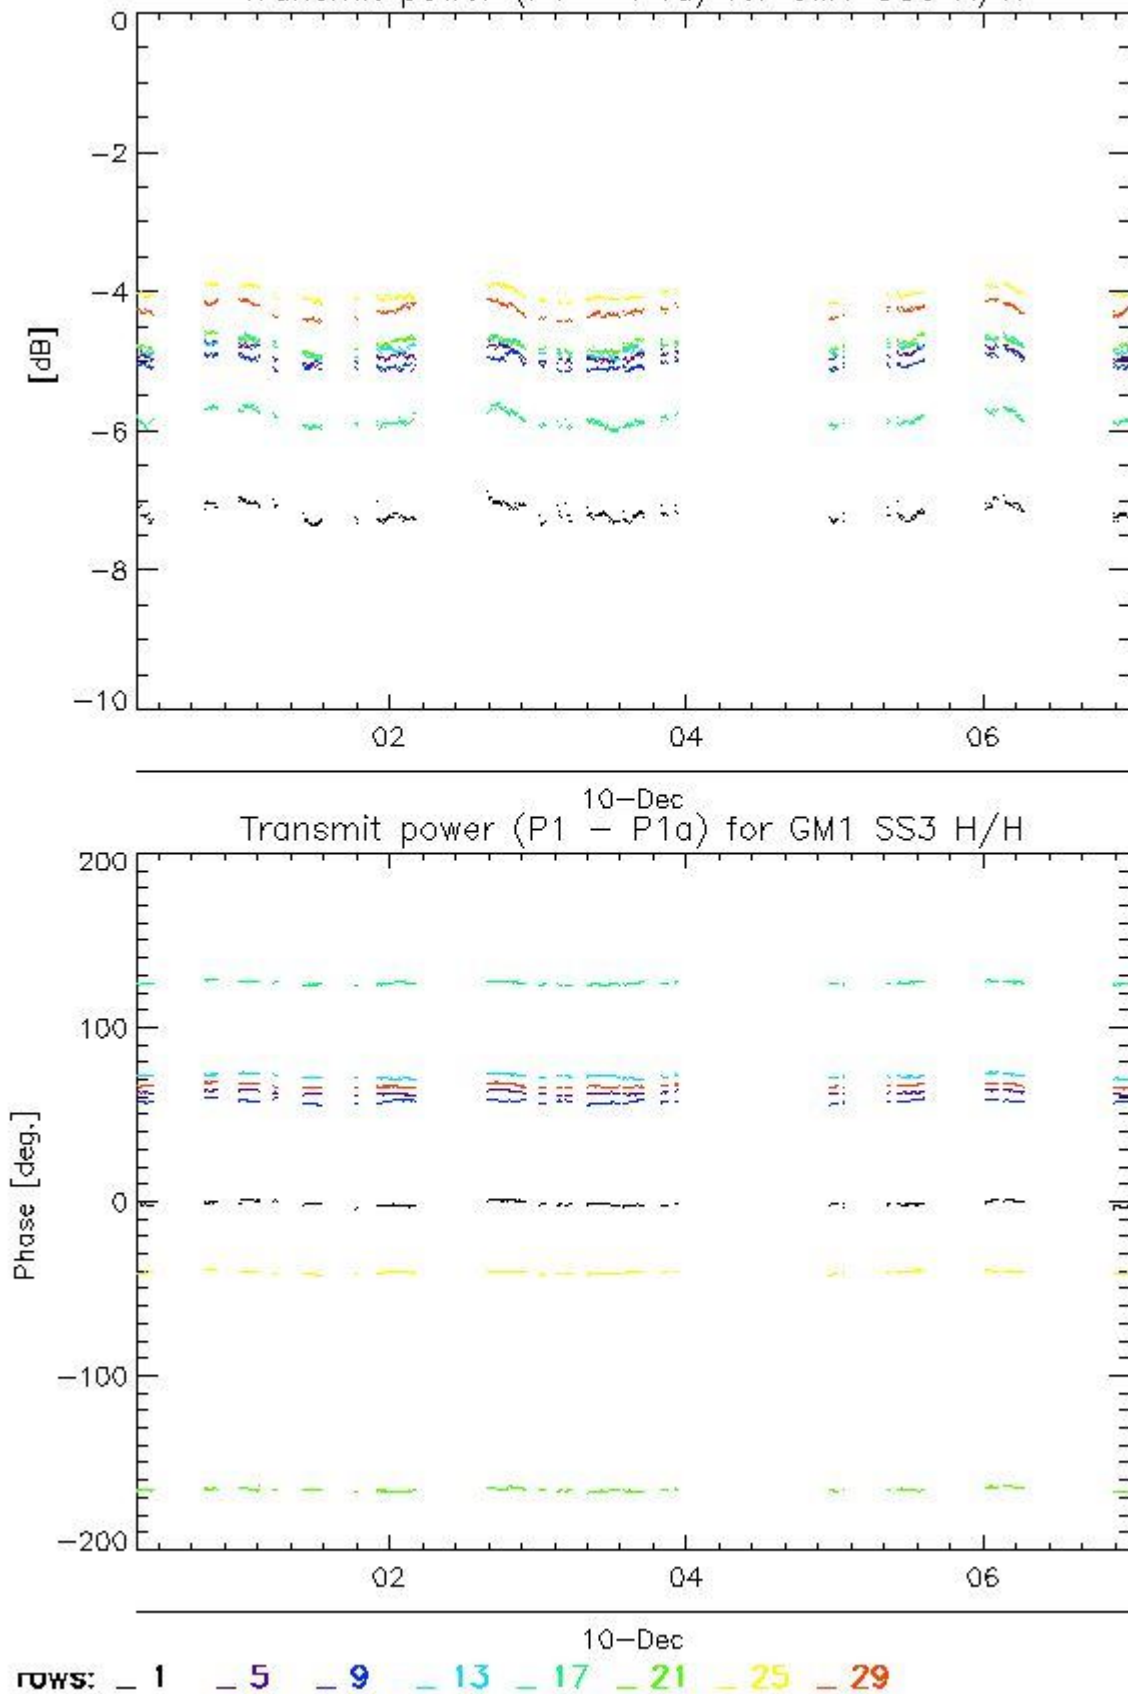 0
-2
-4
[dB]
-6
-8
-10
02 04 06
10-Dec
Transmit power (P1 - P1a) for GM1 SS3 H/H
200
100
Phase [deg.]
0
-100
-200
02 04 06
10-Dec
rows: _ 1 _ 5 _ 9 _ 13 _ 17 _ 21 _ 25 _ 29